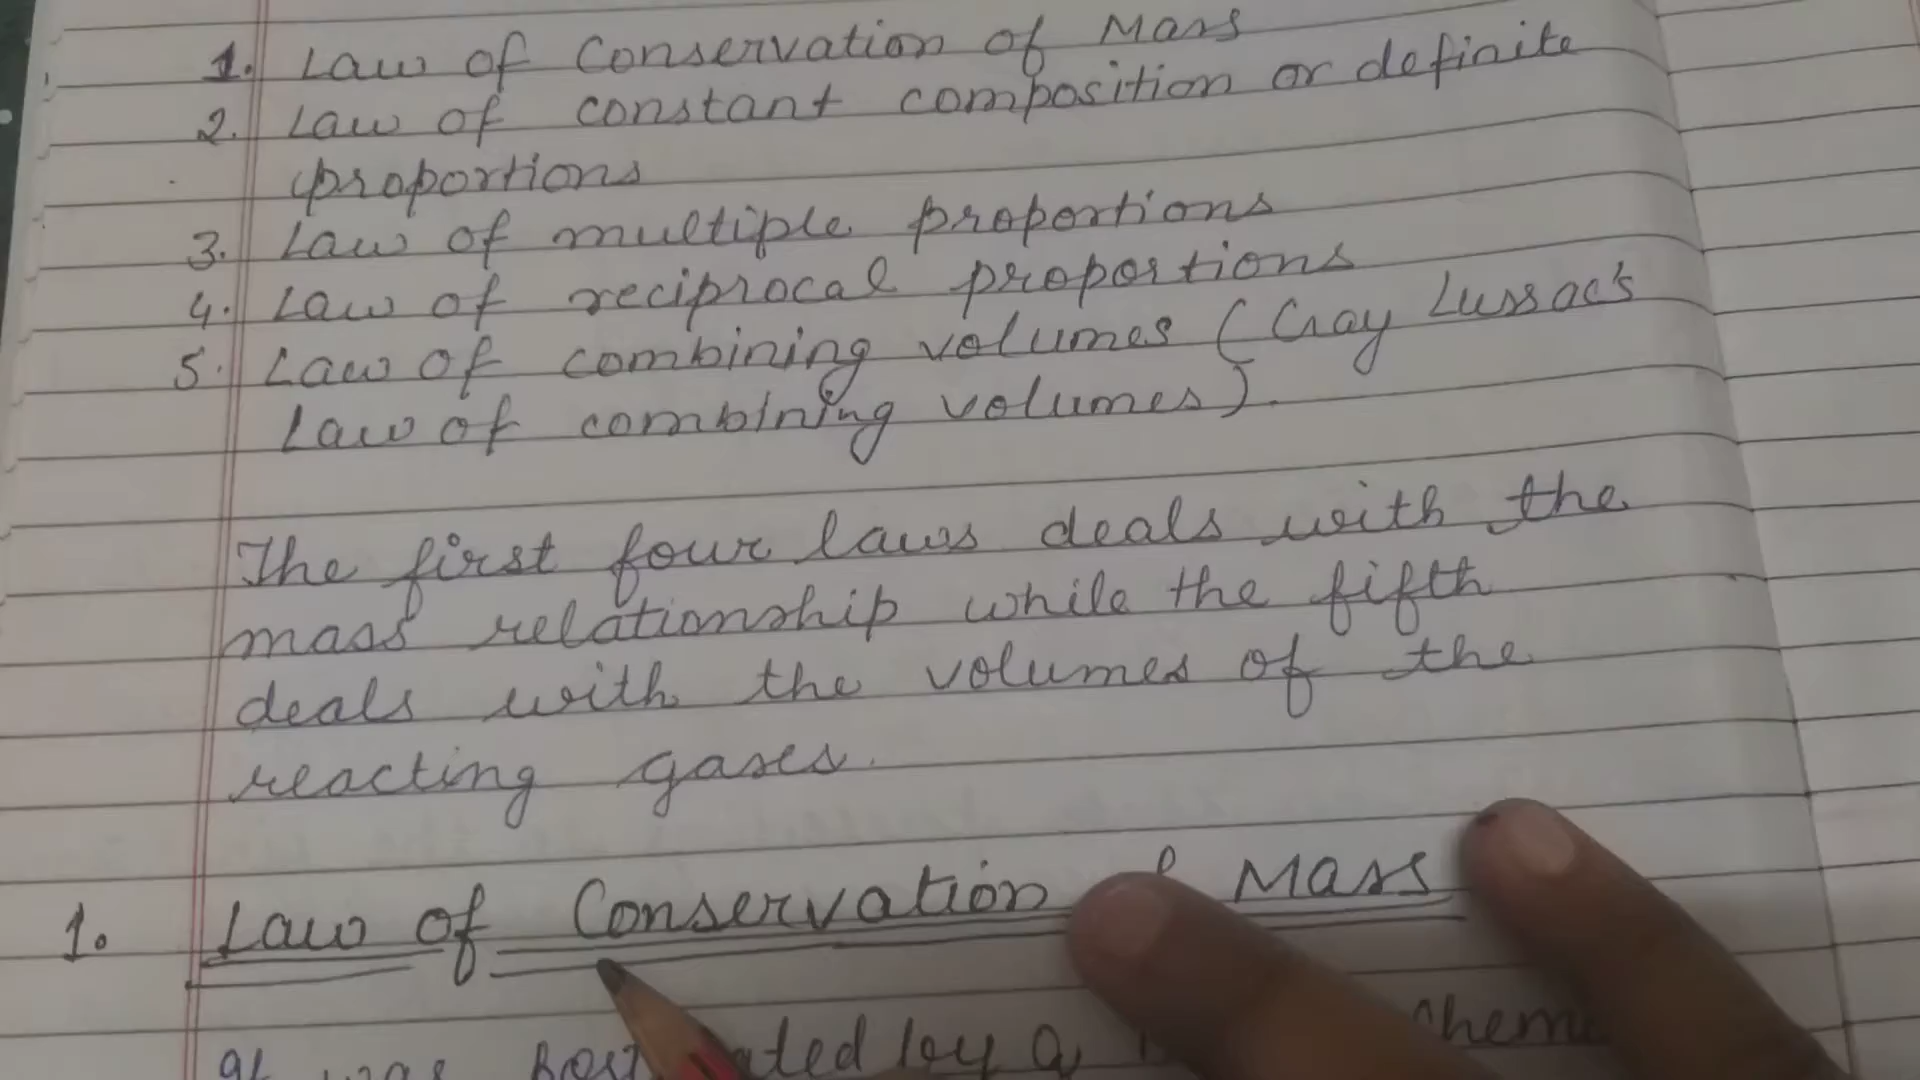 1. Law of Conservation of Mass
2. Law of constant composition or definite
proportions
3. Law of multiple proportions
4. Law of reciprocal proportions
5. Law of combining volumes (Gay Lussac's
Law of combining volumes).
The first four laws deals with the
mass relationship while the fifth
deals with the volumes of the
reacting gases.
1. Law of Conservation Mass
was by a